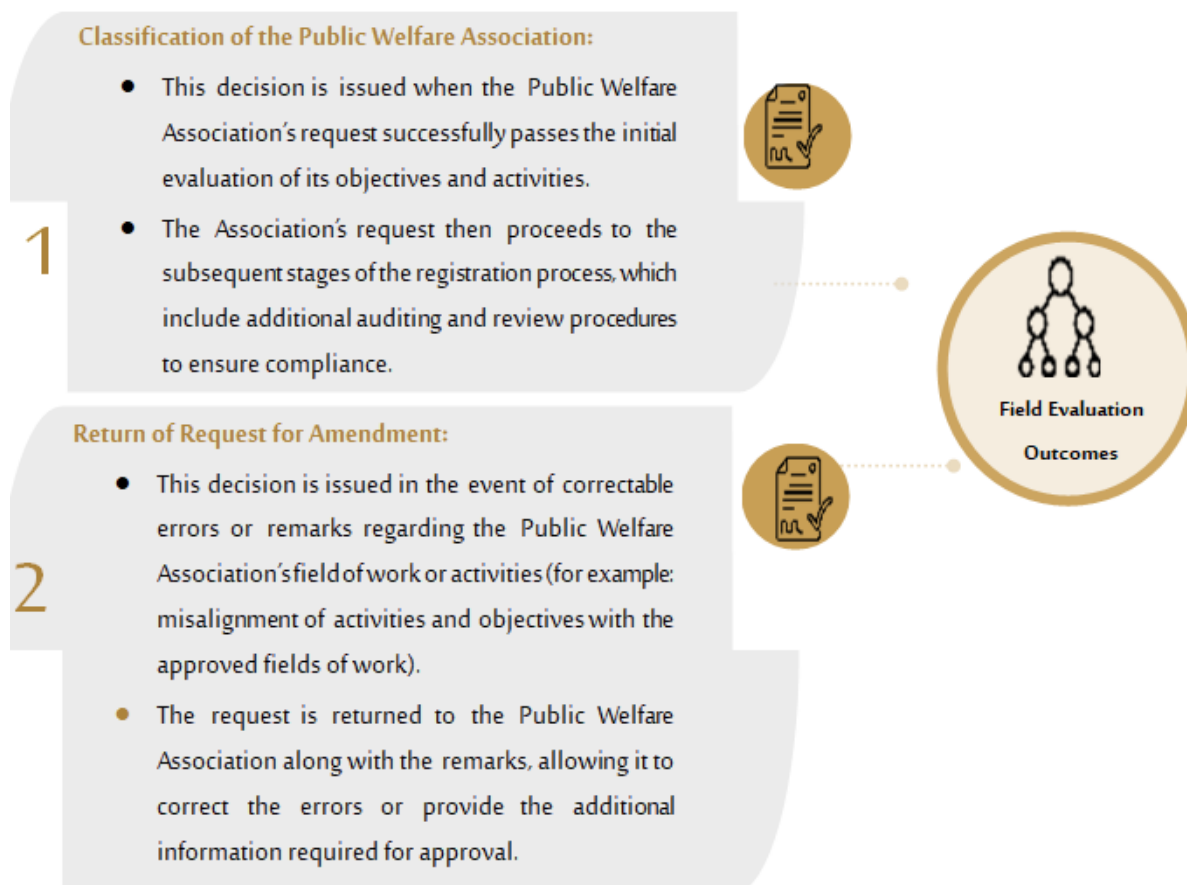 Classification of the Public Welfare Association:
● This decision is issued when the Public Welfare
Association's request successfully passes the initial
evaluation of its objectives and activities.
● The Association's request then proceeds to the
subsequent stages of the registration process, which
include additional auditing and review procedures
to ensure compliance.
1
Return of Request for Amendment:
● This decision is issued in the event of correctable
errors or remarks regarding the Public Welfare
Association's field of work or activities (for example:
misalignment of activities and objectives with the
approved fields of work).
● The request is returned to the Public Welfare
Association along with the remarks, allowing it to
correct the errors or provide the additional
information required for approval.
2
Field Evaluation
Outcomes